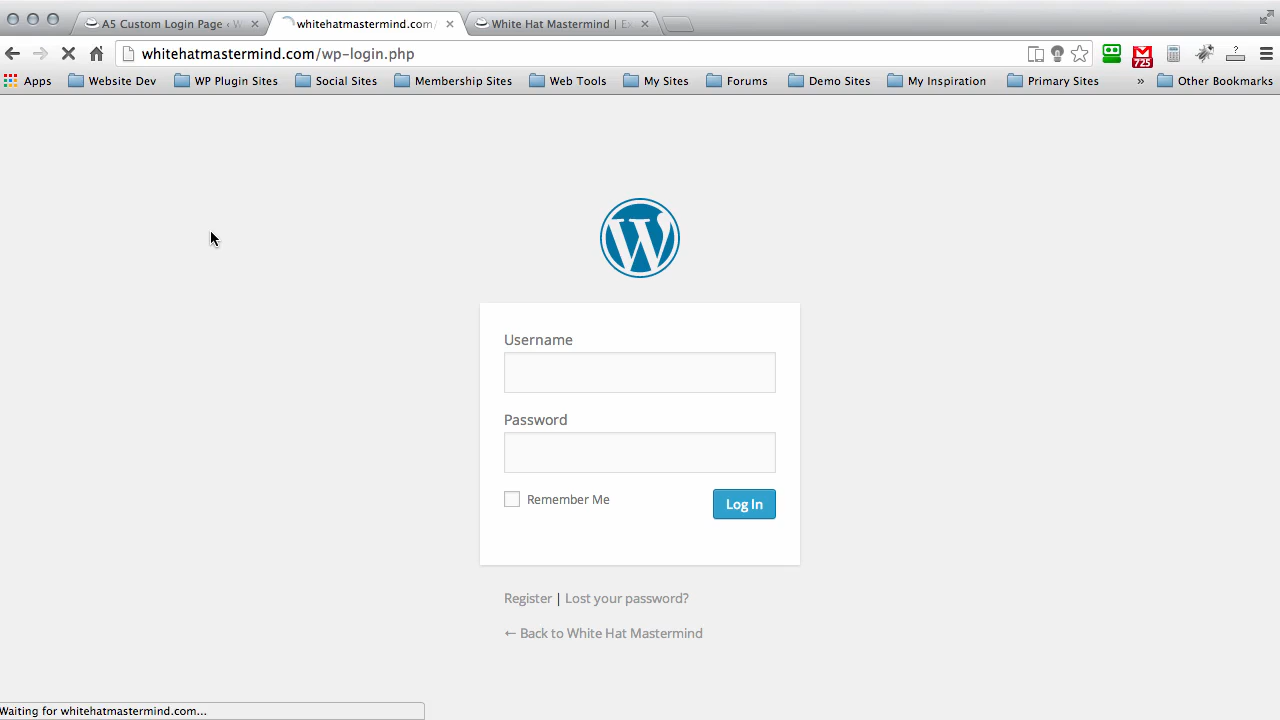 A5 Custom Login Page ‹ W
whitehatmastermind.com/
White Hat Mastermind | Ex
whitehatmastermind.com/wp-login.php
725
?
Apps
Website Dev
WP Plugin Sites
Social Sites
Membership Sites
Web Tools
My Sites
Forums
Demo Sites
My Inspiration
Primary Sites
»
Other Bookmarks
Username
Password
Remember Me
Log In
Register | Lost your password?
← Back to White Hat Mastermind
Waiting for whitehatmastermind.com...